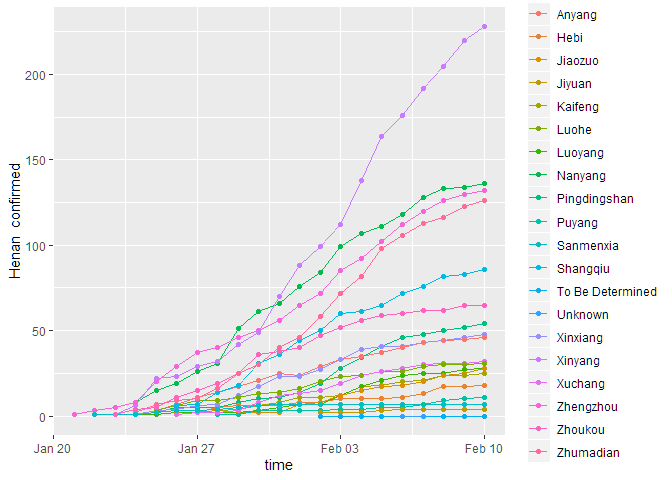 Henan confirmed
200
150
100
50
0
Jan 20
Jan 27
Feb 03
Feb 10
time
Anyang
Hebi
Jiaozuo
Jiyuan
Kaifeng
Luohe
Luoyang
Nanyang
Pingdingshan
Puyang
Sanmenxia
Shangqiu
To Be Determined
Unknown
Xinxiang
Xinyang
Xuchang
Zhengzhou
Zhoukou
Zhumadian